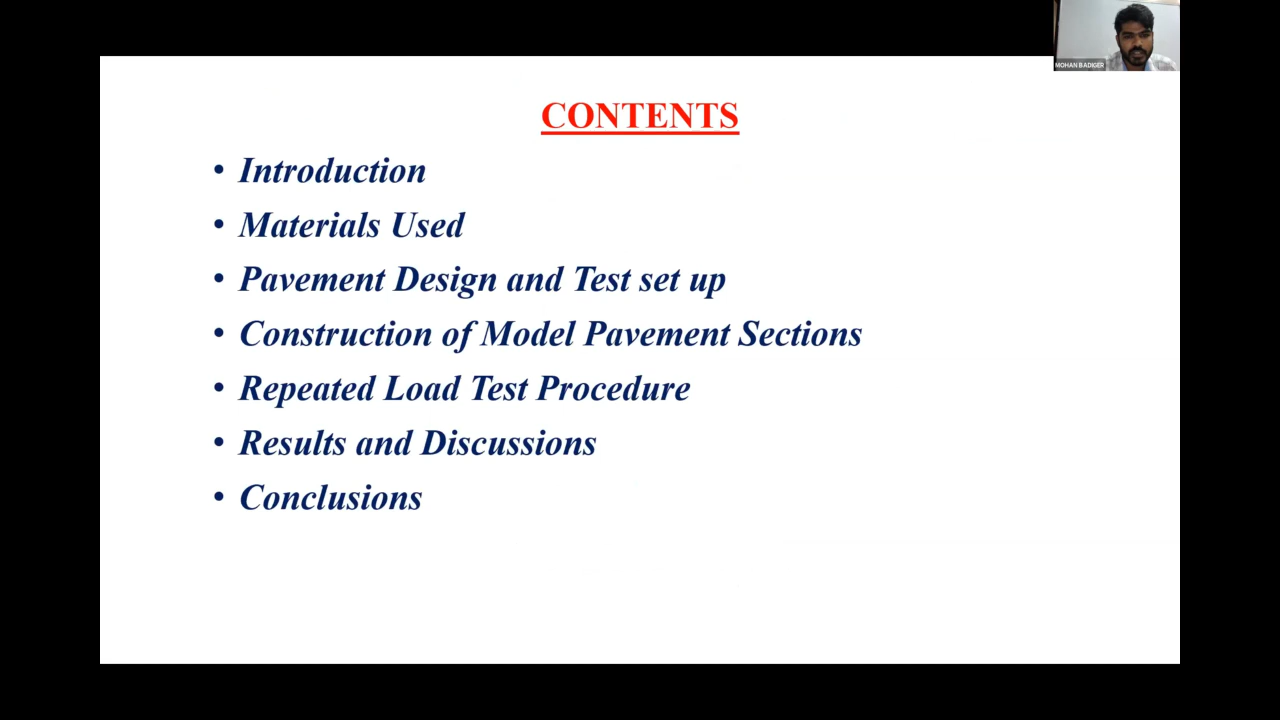 MOHAN BADIGER
CONTENTS
• Introduction
• Materials Used
• Pavement Design and Test set up
• Construction of Model Pavement Sections
• Repeated Load Test Procedure
• Results and Discussions
• Conclusions